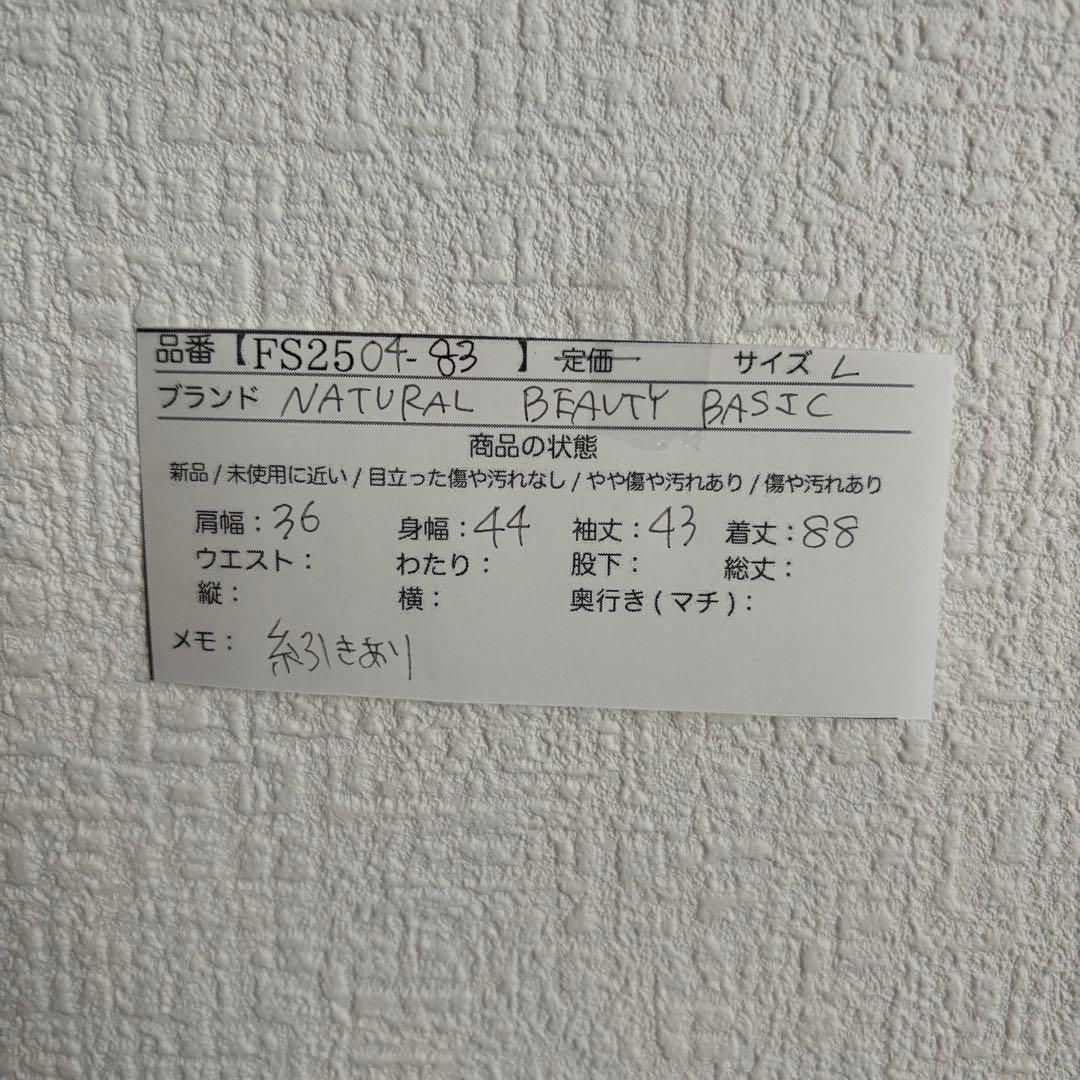 品番【FS2504-83 】 定価 サイズ L
ブランド NATURAL BEAUTY BASIC
商品の状態
新品 / 未使用に近い / 目立った傷や汚れなし / やや傷や汚れあり / 傷や汚れあり
肩幅：36 身幅：44 袖丈：43 着丈：88
ウエスト： わたり： 股下： 総丈：
縦： 横： 奥行き ( マチ )：
メモ： 糸引きあり